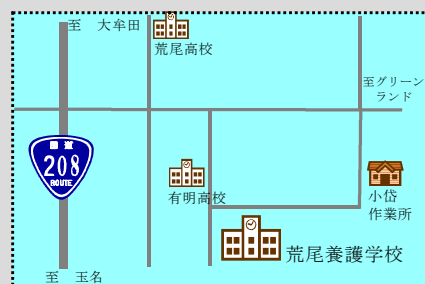 至 大牟田
荒尾高校
至グリーン
ランド
国道
208
ROUTE
有明高校
小岱
作業所
荒尾養護学校
至 玉名